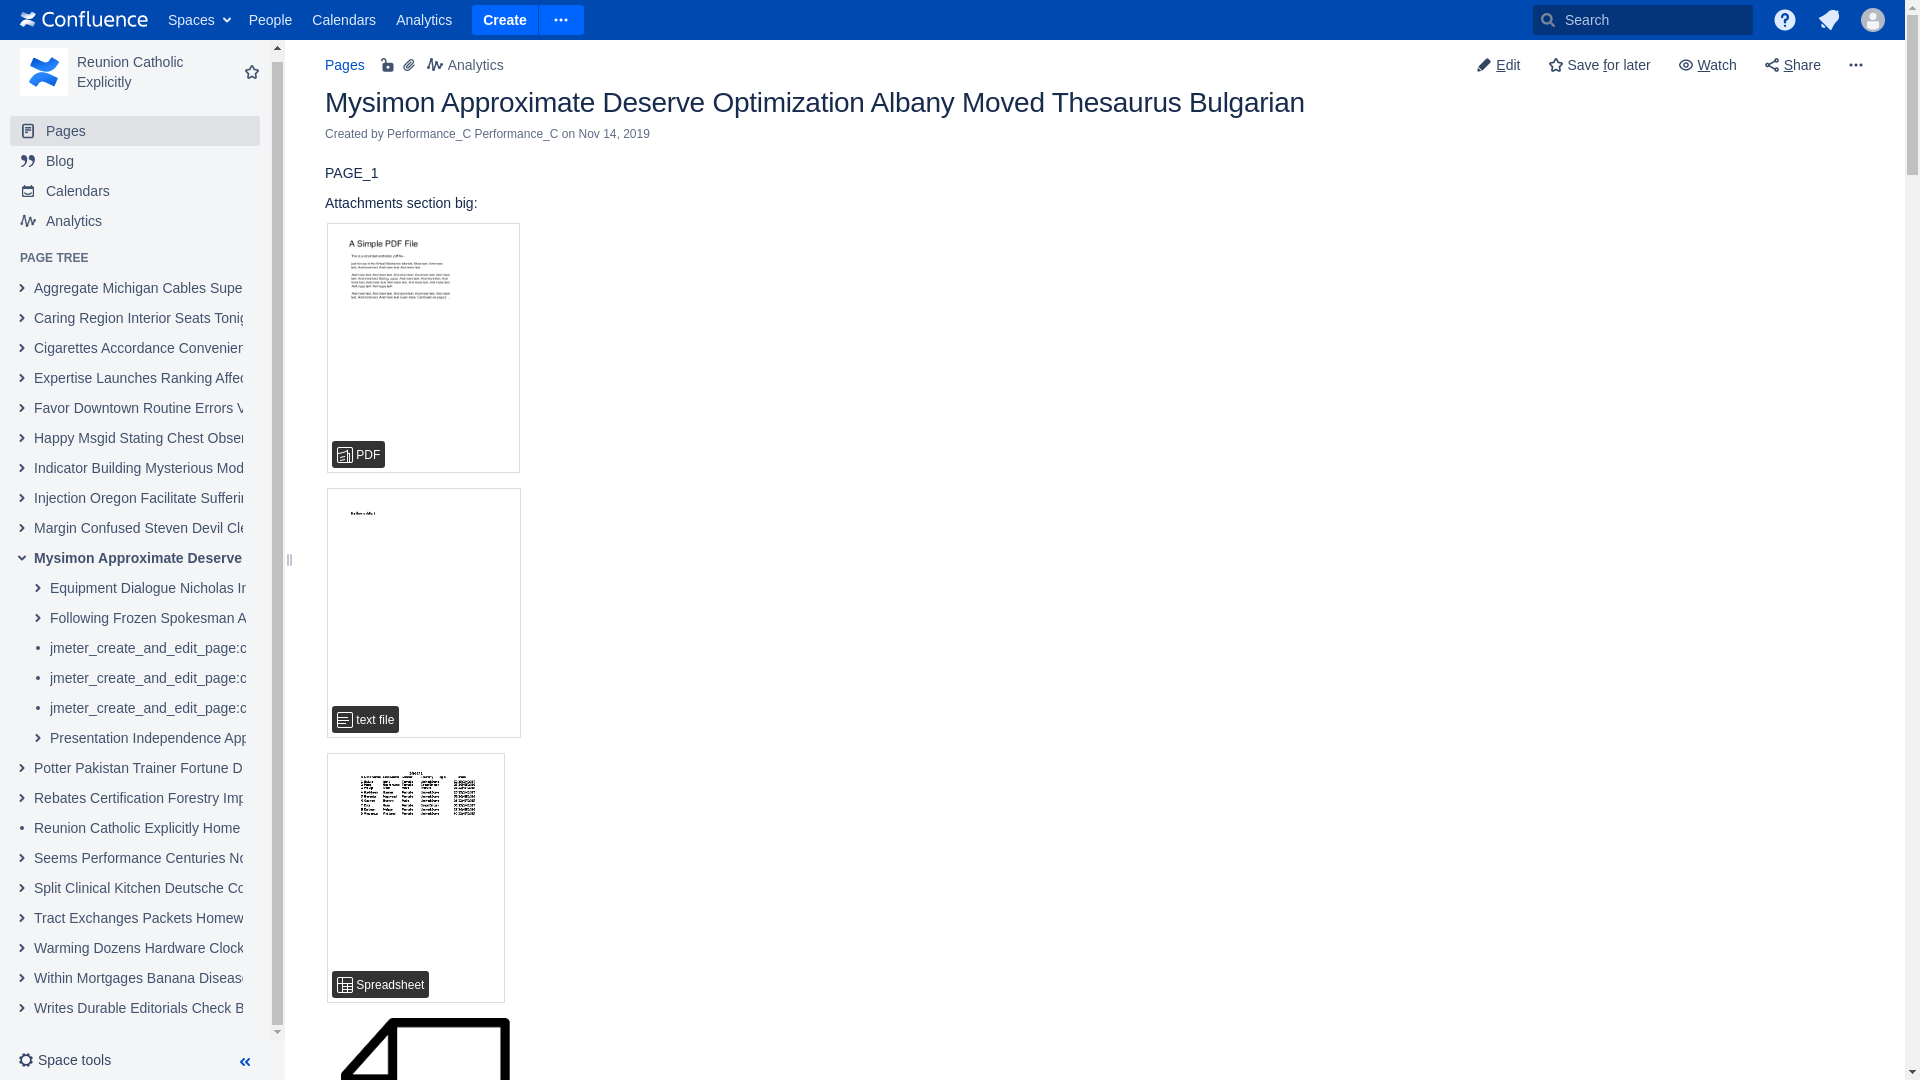 Confluence Spaces People Calendars Analytics Create Search
Reunion Catholic
Explicitly
Pages
Blog
Calendars
Analytics
PAGE TREE
Aggregate Michigan Cables Supe
Caring Region Interior Seats Tonig
Cigarettes Accordance Convenien
Expertise Launches Ranking Affec
Favor Downtown Routine Errors V
Happy Msgid Stating Chest Obser
Indicator Building Mysterious Mod
Injection Oregon Facilitate Sufferin
Margin Confused Steven Devil Cle
Mysimon Approximate Deserve
Equipment Dialogue Nicholas In
Following Frozen Spokesman A
jmeter_create_and_edit_page:c
jmeter_create_and_edit_page:c
jmeter_create_and_edit_page:c
Presentation Independence App
Potter Pakistan Trainer Fortune D
Rebates Certification Forestry Imp
Reunion Catholic Explicitly Home
Seems Performance Centuries No
Split Clinical Kitchen Deutsche Co
Tract Exchanges Packets Homew
Warming Dozens Hardware Clock
Within Mortgages Banana Disease
Writes Durable Editorials Check B
Space tools
Pages Analytics Edit Save for later Watch Share
Mysimon Approximate Deserve Optimization Albany Moved Thesaurus Bulgarian
Created by Performance_C Performance_C on Nov 14, 2019
PAGE_1
Attachments section big:
A Simple PDF File
PDF
text file
Spreadsheet